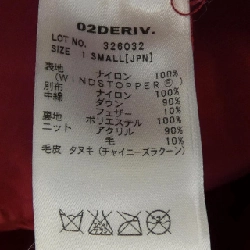 02DERIV.
LOT NO. 326032
SIZE 1 SMALL[JPN]
表地 ナイロン 100%
(WINDSTOPPER®)
別布 ナイロン 100%
中綿 ダウン 90%
フェザー 10%
裏地 ポリエステル 100%
ニット アクリル 90%
毛 10%
毛皮 タヌキ(チャイニーズラクーン)